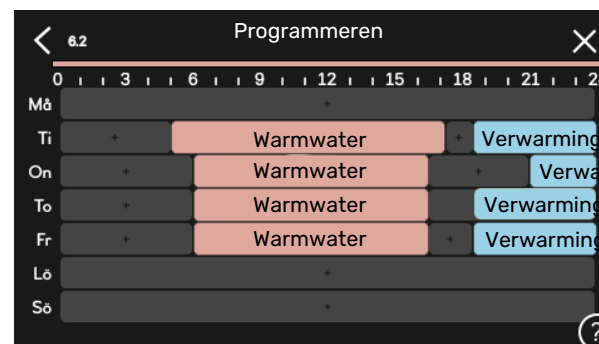 6.2 Programmeren
0 3 6 9 12 15 18 21 2
Må
Ti Warmwater Verwarming
On Warmwater Verwa
To Warmwater Verwarming
Fr Warmwater Verwarming
Lö
Sö
?